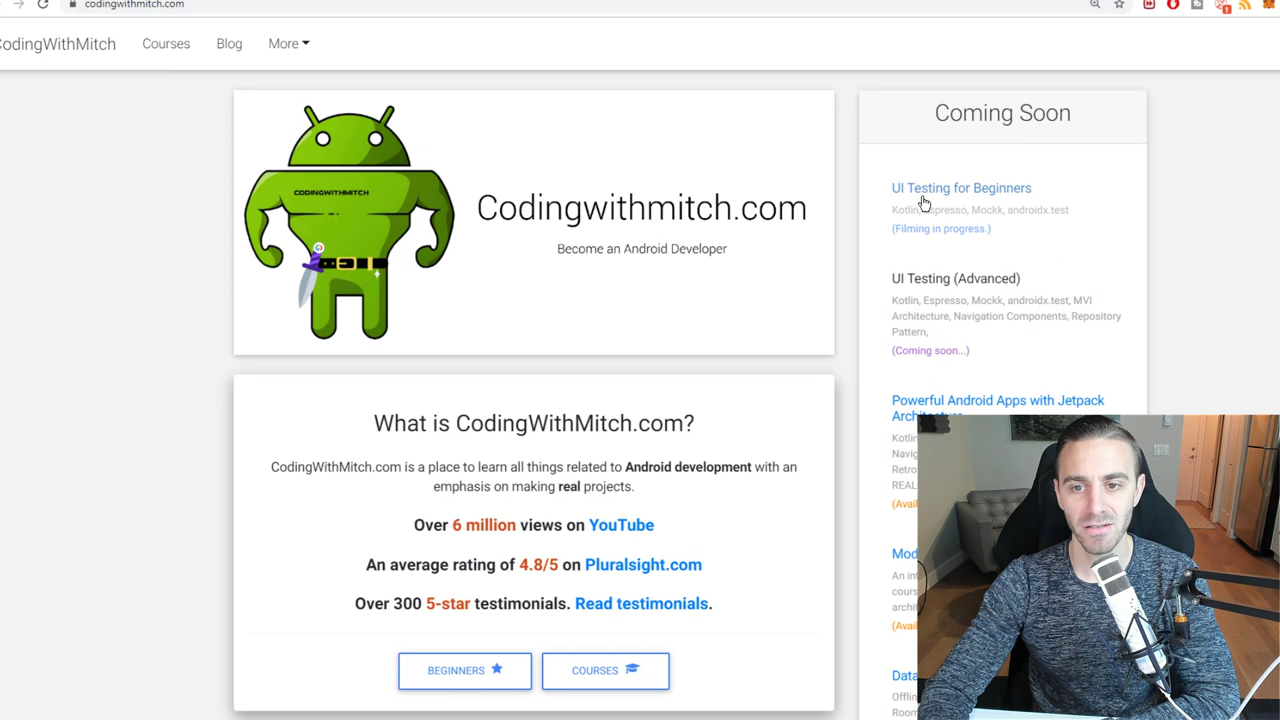 codingwithmitch.com
CodingWithMitch
Courses
Blog
More
CODINGWITHMITCH
Codingwithmitch.com
Become an Android Developer
What is CodingWithMitch.com?
CodingWithMitch.com is a place to learn all things related to Android development with an
emphasis on making real projects.
Over 6 million views on YouTube
An average rating of 4.8/5 on Pluralsight.com
Over 300 5-star testimonials. Read testimonials.
BEGINNERS
COURSES
Coming Soon
UI Testing for Beginners
Kotlin, Espresso, Mockk, androidx.test
(Filming in progress.)
UI Testing (Advanced)
Kotlin, Espresso, Mockk, androidx.test, MVI
Architecture, Navigation Components, Repository
Pattern,
(Coming soon...)
Powerful Android Apps with Jetpack
Architecture
Kotlin
REAL
An in